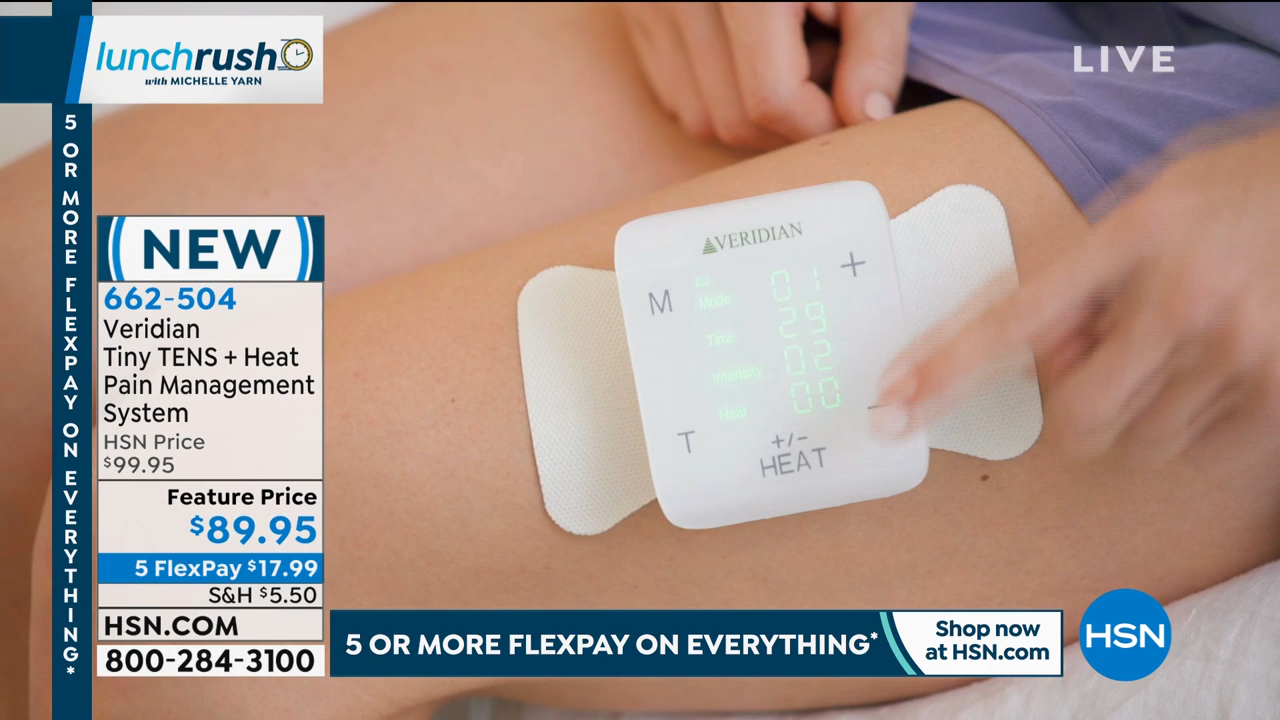 lunchrush
with MICHELLE YARN
LIVE
5 OR MORE FLEXPAY ON EVERYTHING*
NEW
662-504
Veridian
Tiny TENS + Heat
Pain Management
System
HSN Price
$99.95
Feature Price
$89.95
5 FlexPay $17.99
S&H $5.50
HSN.COM
800-284-3100
VERIDIAN
M
+
Mode 01
Time 29
Intensity 02
Heat 00
-
T
+/-
HEAT
5 OR MORE FLEXPAY ON EVERYTHING*
Shop now
at HSN.com
HSN